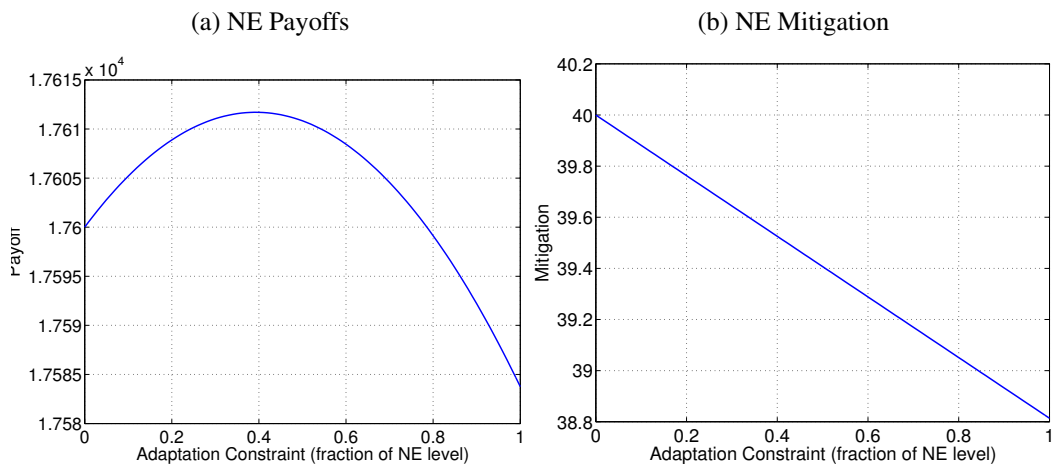 (a) NE Payoffs
(b) NE Mitigation
x 10^4
1.7615
1.761
1.7605
1.76
1.7595
1.759
1.7585
1.758
Payoff
0 0.2 0.4 0.6 0.8 1
Adaptation Constraint (fraction of NE level)
40.2
40
39.8
39.6
39.4
39.2
39
38.8
Mitigation
0 0.2 0.4 0.6 0.8 1
Adaptation Constraint (fraction of NE level)